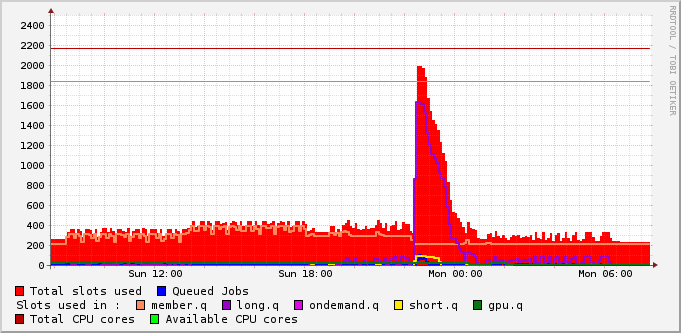 RRDTOOL / TOBI OETIKER
2400
2200
2000
1800
1600
1400
1200
1000
800
600
400
200
0
Sun 12:00 Sun 18:00 Mon 00:00 Mon 06:00
Total slots used Queued Jobs
Slots used in : member.q long.q ondemand.q short.q gpu.q
Total CPU cores Available CPU cores